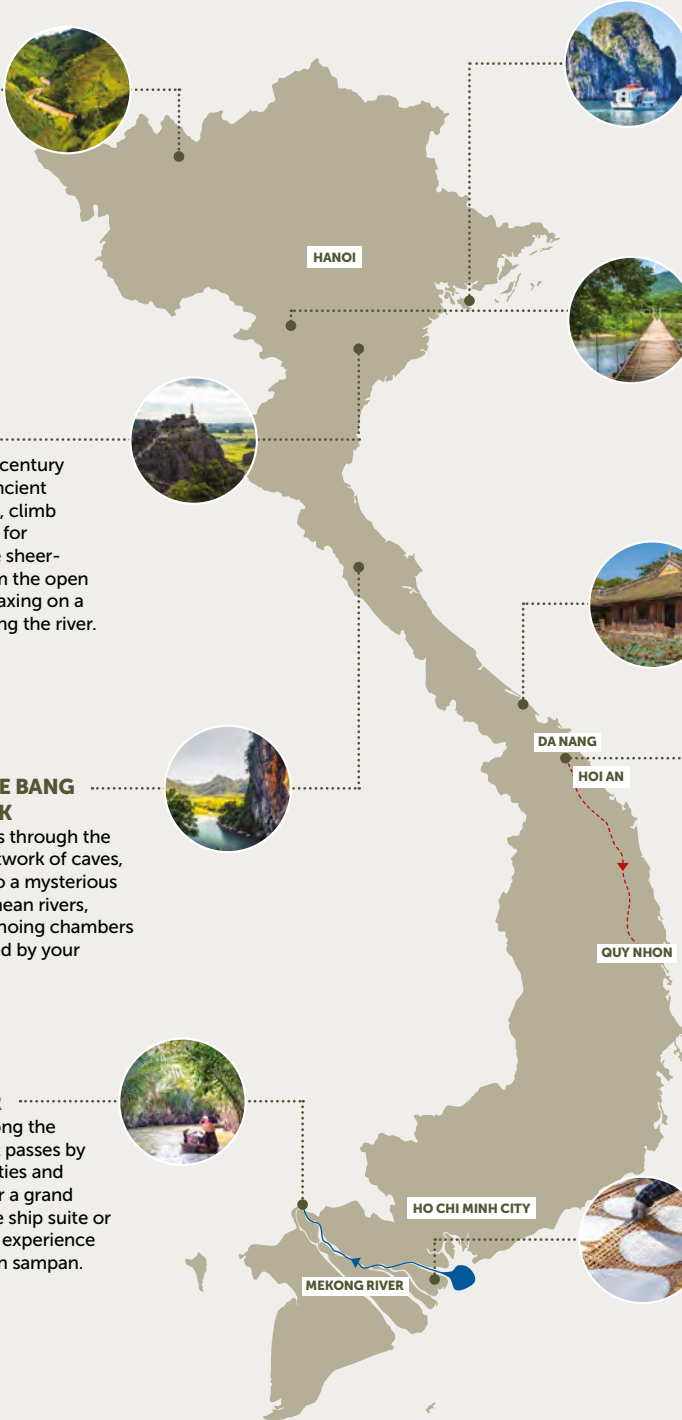 HANOI
century
ncient
, climb
for
sheer-
m the open
axing on a
ng the river.
DA NANG
HOI AN
E BANG
K
s through the
twork of caves,
o a mysterious
nean rivers,
hoing chambers
d by your
QUY NHON
R
ong the
passes by
ties and
r a grand
e ship suite or
experience
n sampan.
HO CHI MINH CITY
MEKONG RIVER